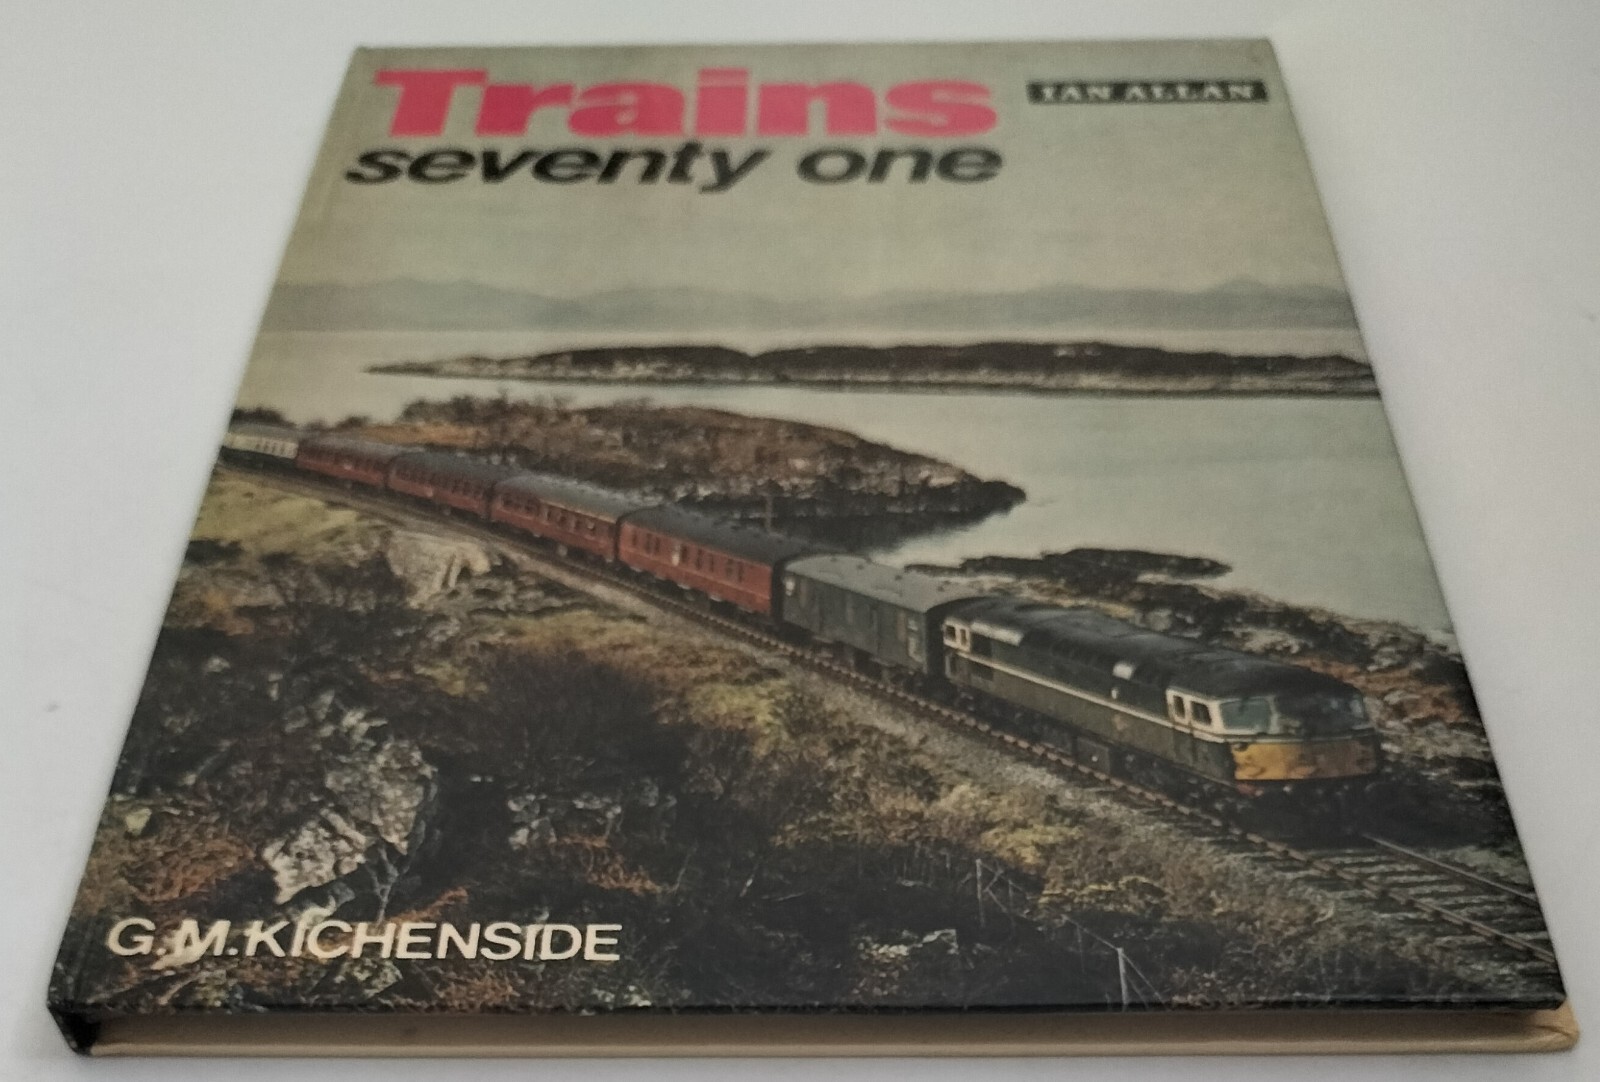 Trains
IAN ALLAN
seventy one
G.M.KICHENSIDE